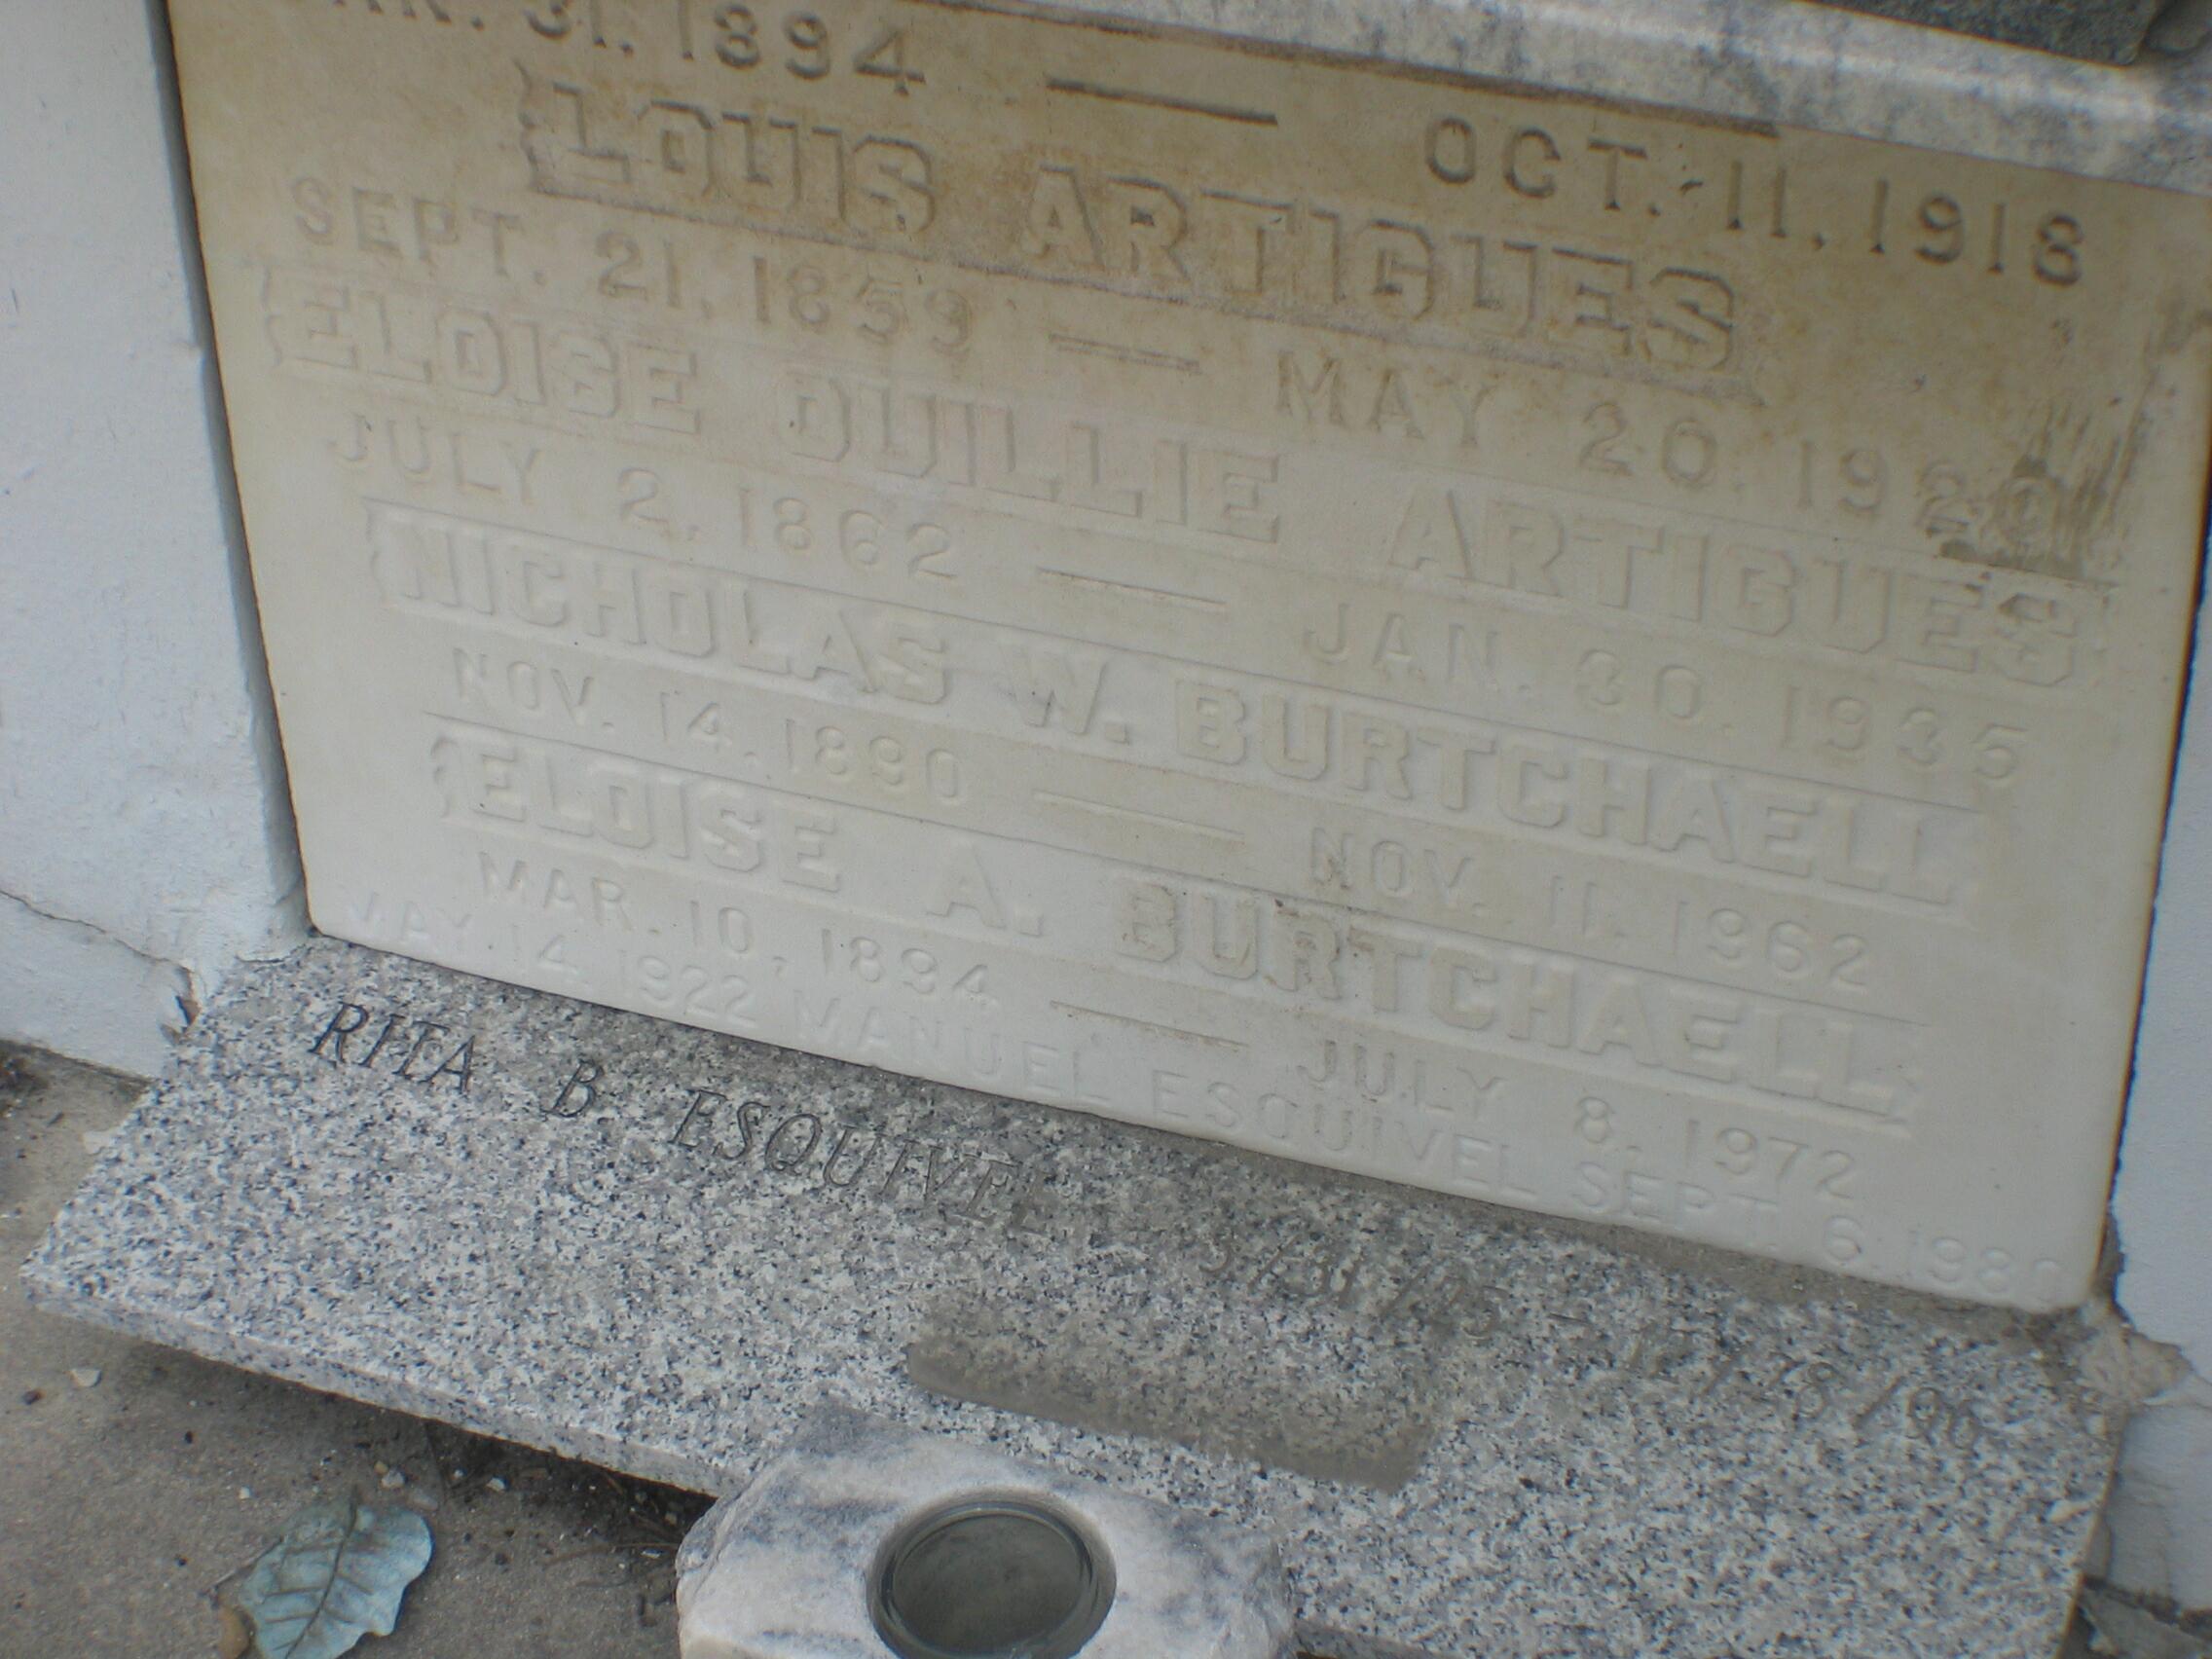 31. 1894 — OCT. 11, 1918
LOUIS ARTIGUES
SEPT. 21, 1859 — MAY 20, 1920
ELOISE DUILLIE ARTIGUES
JULY 2, 1862 — JAN. 30. 1935
NICHOLAS W. BURTCHAELL
NOV. 14, 1890 — NOV. 11, 1962
ELOISE A. BURTCHAELL
MAR. 10, 1894 — JULY 8, 1972
MAY 14, 1922 MANUEL ESQUIVEL SEPT. 6, 1980
RITA B ESQUIVEL